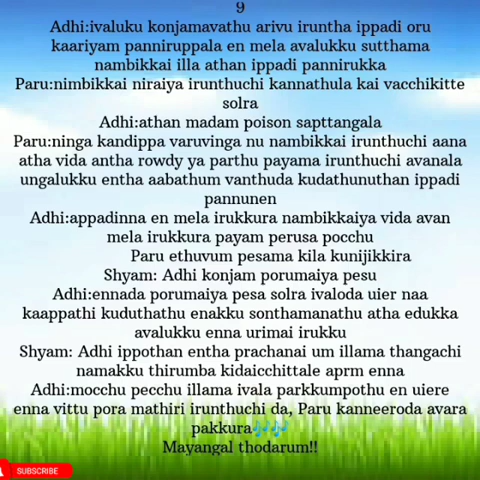 9
Adhi:ivaluku konjamavathu arivu iruntha ippadi oru
kaariyam panniruppala en mela avalukku sutthama
nambikkai illa athan ippadi pannirukka
Paru:nimbikkai niraiya irunthuchi kannathula kai vacchikitte
solra
Adhi:athan madam poison sapttangala
Paru:ninga kandippa varuvinga nu nambikkai irunthuchi aana
atha vida antha rowdy ya parthu payama irunthuchi avanala
ungalukku entha aabathum vanthuda kudathunuthan ippadi
pannunen
Adhi:appadinna en mela irukkura nambikkaiya vida avan
mela irukkura payam perusa pocchu
Paru ethuvum pesama kila kunijikkira
Shyam: Adhi konjam porumaiya pesu
Adhi:ennada porumaiya pesa solra ivaloda uier naa
kaappathi kuduthathu enakku sonthamanathu atha edukka
avalukku enna urimai irukku
Shyam: Adhi ippothan entha prachanai um illama thangachi
namakku thirumba kidaicchittale aprm enna
Adhi:mocchu pecchu illama ivala parkkumpothu en uiere
enna vittu pora mathiri irunthuchi da, Paru kanneeroda avara
pakkura🎶🎶
Mayangal thodarum!!
SUBSCRIBE